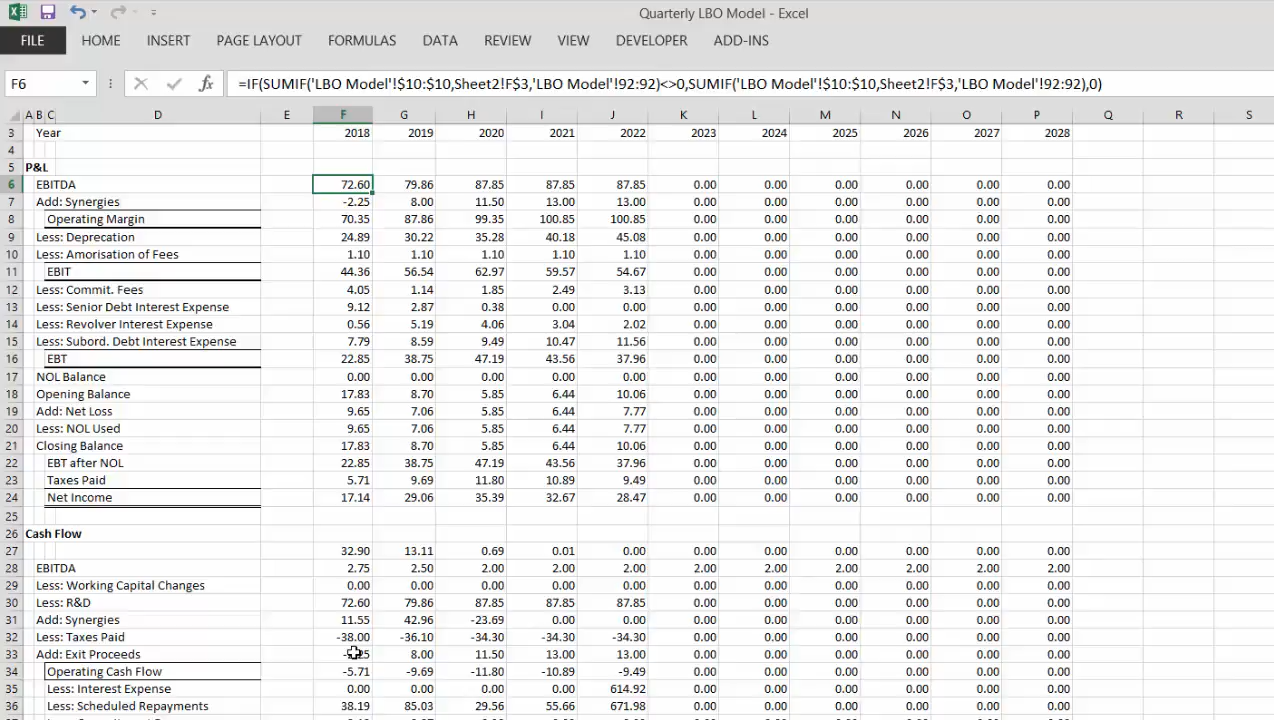 Quarterly LBO Model - Excel
FILE HOME INSERT PAGE LAYOUT FORMULAS DATA REVIEW VIEW DEVELOPER ADD-INS
F6 fx =IF(SUMIF('LBO Model'!$10:$10,Sheet2!F$3,'LBO Model'!92:92)<>0,SUMIF('LBO Model'!$10:$10,Sheet2!F$3,'LBO Model'!92:92),0)
A B C D E F G H I J K L M N O P Q R S
3 Year 2018 2019 2020 2021 2022 2023 2024 2025 2026 2027 2028
4
5 P&L
6 EBITDA 72.60 79.86 87.85 87.85 87.85 0.00 0.00 0.00 0.00 0.00 0.00
7 Add: Synergies -2.25 8.00 11.50 13.00 13.00 0.00 0.00 0.00 0.00 0.00 0.00
8 Operating Margin 70.35 87.86 99.35 100.85 100.85 0.00 0.00 0.00 0.00 0.00 0.00
9 Less: Deprecation 24.89 30.22 35.28 40.18 45.08 0.00 0.00 0.00 0.00 0.00 0.00
10 Less: Amorisation of Fees 1.10 1.10 1.10 1.10 1.10 0.00 0.00 0.00 0.00 0.00 0.00
11 EBIT 44.36 56.54 62.97 59.57 54.67 0.00 0.00 0.00 0.00 0.00 0.00
12 Less: Commit. Fees 4.05 1.14 1.85 2.49 3.13 0.00 0.00 0.00 0.00 0.00 0.00
13 Less: Senior Debt Interest Expense 9.12 2.87 0.38 0.00 0.00 0.00 0.00 0.00 0.00 0.00 0.00
14 Less: Revolver Interest Expense 0.56 5.19 4.06 3.04 2.02 0.00 0.00 0.00 0.00 0.00 0.00
15 Less: Subord. Debt Interest Expense 7.79 8.59 9.49 10.47 11.56 0.00 0.00 0.00 0.00 0.00 0.00
16 EBT 22.85 38.75 47.19 43.56 37.96 0.00 0.00 0.00 0.00 0.00 0.00
17 NOL Balance 0.00 0.00 0.00 0.00 0.00 0.00 0.00 0.00 0.00 0.00 0.00
18 Opening Balance 17.83 8.70 5.85 6.44 10.06 0.00 0.00 0.00 0.00 0.00 0.00
19 Add: Net Loss 9.65 7.06 5.85 6.44 7.77 0.00 0.00 0.00 0.00 0.00 0.00
20 Less: NOL Used 9.65 7.06 5.85 6.44 7.77 0.00 0.00 0.00 0.00 0.00 0.00
21 Closing Balance 17.83 8.70 5.85 6.44 10.06 0.00 0.00 0.00 0.00 0.00 0.00
22 EBT after NOL 22.85 38.75 47.19 43.56 37.96 0.00 0.00 0.00 0.00 0.00 0.00
23 Taxes Paid 5.71 9.69 11.80 10.89 9.49 0.00 0.00 0.00 0.00 0.00 0.00
24 Net Income 17.14 29.06 35.39 32.67 28.47 0.00 0.00 0.00 0.00 0.00 0.00
25
26 Cash Flow
27 32.90 13.11 0.69 0.01 0.00 0.00 0.00 0.00 0.00 0.00 0.00
28 EBITDA 2.75 2.50 2.00 2.00 2.00 2.00 2.00 2.00 2.00 2.00 2.00
29 Less: Working Capital Changes 0.00 0.00 0.00 0.00 0.00 0.00 0.00 0.00 0.00 0.00 0.00
30 Less: R&D 72.60 79.86 87.85 87.85 87.85 0.00 0.00 0.00 0.00 0.00 0.00
31 Add: Synergies 11.55 42.96 -23.69 0.00 0.00 0.00 0.00 0.00 0.00 0.00 0.00
32 Less: Taxes Paid -38.00 -36.10 -34.30 -34.30 -34.30 0.00 0.00 0.00 0.00 0.00 0.00
33 Add: Exit Proceeds 8.00 11.50 13.00 13.00 0.00 0.00 0.00 0.00 0.00 0.00
34 Operating Cash Flow -5.71 -9.69 -11.80 -10.89 -9.49 0.00 0.00 0.00 0.00 0.00 0.00
35 Less: Interest Expense 0.00 0.00 0.00 0.00 614.92 0.00 0.00 0.00 0.00 0.00 0.00
36 Less: Scheduled Repayments 38.19 85.03 29.56 55.66 671.98 0.00 0.00 0.00 0.00 0.00 0.00